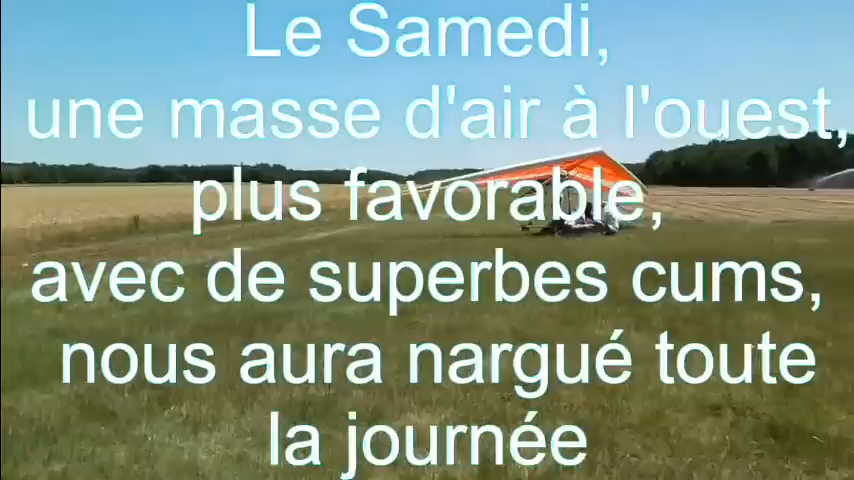 Le Samedi,
une masse d'air à l'ouest,
plus favorable,
avec de superbes cums,
nous aura nargué toute
la journée